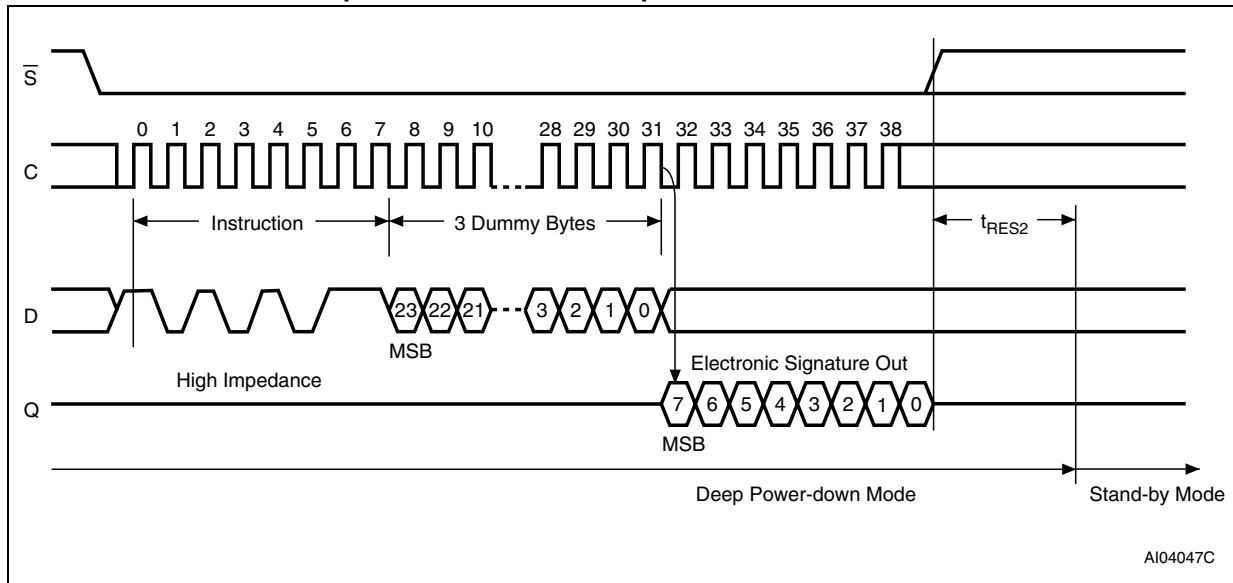 S
0 1 2 3 4 5 6 7 8 9 10 28 29 30 31 32 33 34 35 36 37 38
C
Instruction 3 Dummy Bytes tRES2
D 23 22 21 3 2 1 0
MSB
High Impedance Electronic Signature Out
Q 7 6 5 4 3 2 1 0
MSB
Deep Power-down Mode Stand-by Mode
AI04047C